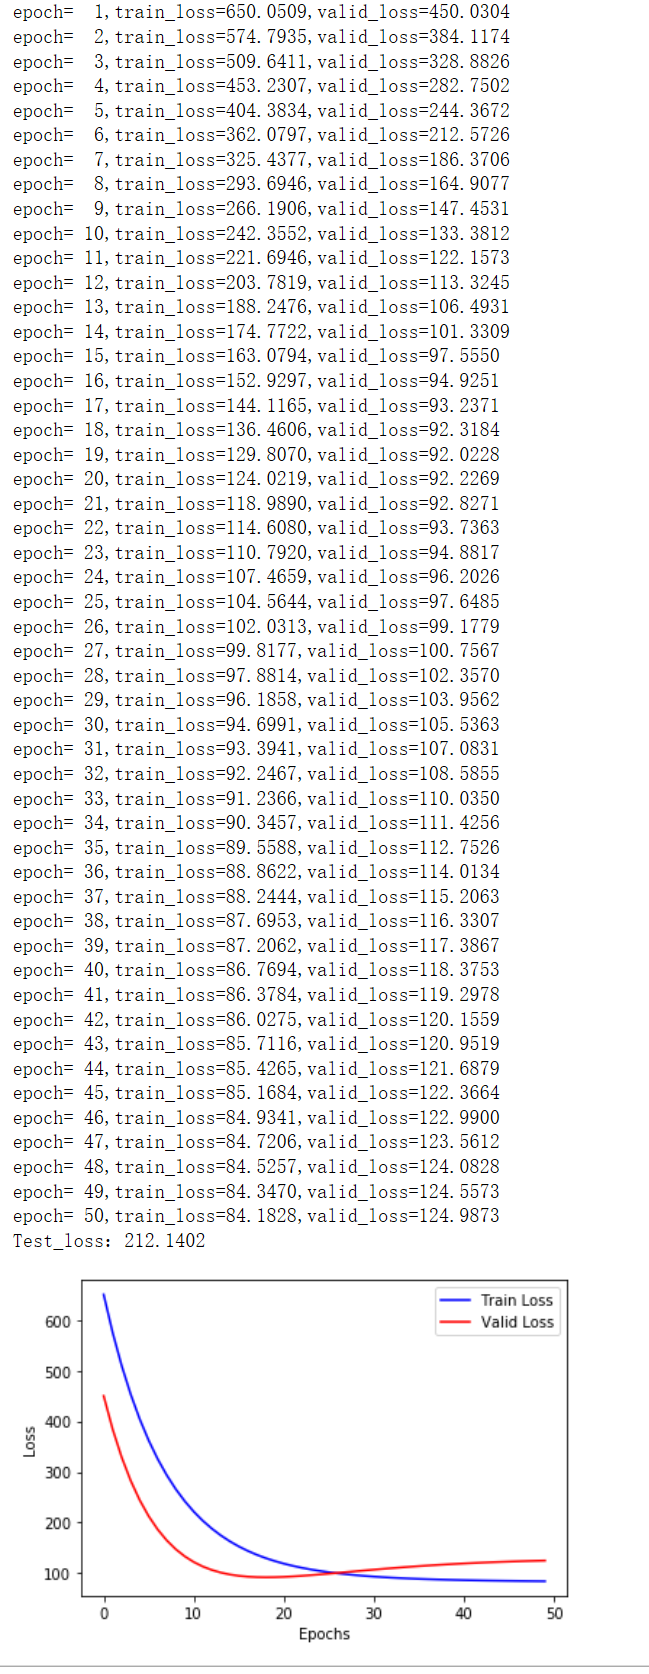 epoch=  1,train_loss=650.0509,valid_loss=450.0304
epoch=  2,train_loss=574.7935,valid_loss=384.1174
epoch=  3,train_loss=509.6411,valid_loss=328.8826
epoch=  4,train_loss=453.2307,valid_loss=282.7502
epoch=  5,train_loss=404.3834,valid_loss=244.3672
epoch=  6,train_loss=362.0797,valid_loss=212.5726
epoch=  7,train_loss=325.4377,valid_loss=186.3706
epoch=  8,train_loss=293.6946,valid_loss=164.9077
epoch=  9,train_loss=266.1906,valid_loss=147.4531
epoch= 10,train_loss=242.3552,valid_loss=133.3812
epoch= 11,train_loss=221.6946,valid_loss=122.1573
epoch= 12,train_loss=203.7819,valid_loss=113.3245
epoch= 13,train_loss=188.2476,valid_loss=106.4931
epoch= 14,train_loss=174.7722,valid_loss=101.3309
epoch= 15,train_loss=163.0794,valid_loss=97.5550
epoch= 16,train_loss=152.9297,valid_loss=94.9251
epoch= 17,train_loss=144.1165,valid_loss=93.2371
epoch= 18,train_loss=136.4606,valid_loss=92.3184
epoch= 19,train_loss=129.8070,valid_loss=92.0228
epoch= 20,train_loss=124.0219,valid_loss=92.2269
epoch= 21,train_loss=118.9890,valid_loss=92.8271
epoch= 22,train_loss=114.6080,valid_loss=93.7363
epoch= 23,train_loss=110.7920,valid_loss=94.8817
epoch= 24,train_loss=107.4659,valid_loss=96.2026
epoch= 25,train_loss=104.5644,valid_loss=97.6485
epoch= 26,train_loss=102.0313,valid_loss=99.1779
epoch= 27,train_loss=99.8177,valid_loss=100.7567
epoch= 28,train_loss=97.8814,valid_loss=102.3570
epoch= 29,train_loss=96.1858,valid_loss=103.9562
epoch= 30,train_loss=94.6991,valid_loss=105.5363
epoch= 31,train_loss=93.3941,valid_loss=107.0831
epoch= 32,train_loss=92.2467,valid_loss=108.5855
epoch= 33,train_loss=91.2366,valid_loss=110.0350
epoch= 34,train_loss=90.3457,valid_loss=111.4256
epoch= 35,train_loss=89.5588,valid_loss=112.7526
epoch= 36,train_loss=88.8622,valid_loss=114.0134
epoch= 37,train_loss=88.2444,valid_loss=115.2063
epoch= 38,train_loss=87.6953,valid_loss=116.3307
epoch= 39,train_loss=87.2062,valid_loss=117.3867
epoch= 40,train_loss=86.7694,valid_loss=118.3753
epoch= 41,train_loss=86.3784,valid_loss=119.2978
epoch= 42,train_loss=86.0275,valid_loss=120.1559
epoch= 43,train_loss=85.7116,valid_loss=120.9519
epoch= 44,train_loss=85.4265,valid_loss=121.6879
epoch= 45,train_loss=85.1684,valid_loss=122.3664
epoch= 46,train_loss=84.9341,valid_loss=122.9900
epoch= 47,train_loss=84.7206,valid_loss=123.5612
epoch= 48,train_loss=84.5257,valid_loss=124.0828
epoch= 49,train_loss=84.3470,valid_loss=124.5573
epoch= 50,train_loss=84.1828,valid_loss=124.9873
Test_loss: 212.1402
Train Loss
Valid Loss
600
500
400
300
200
100
Loss
0 10 20 30 40 50
Epochs